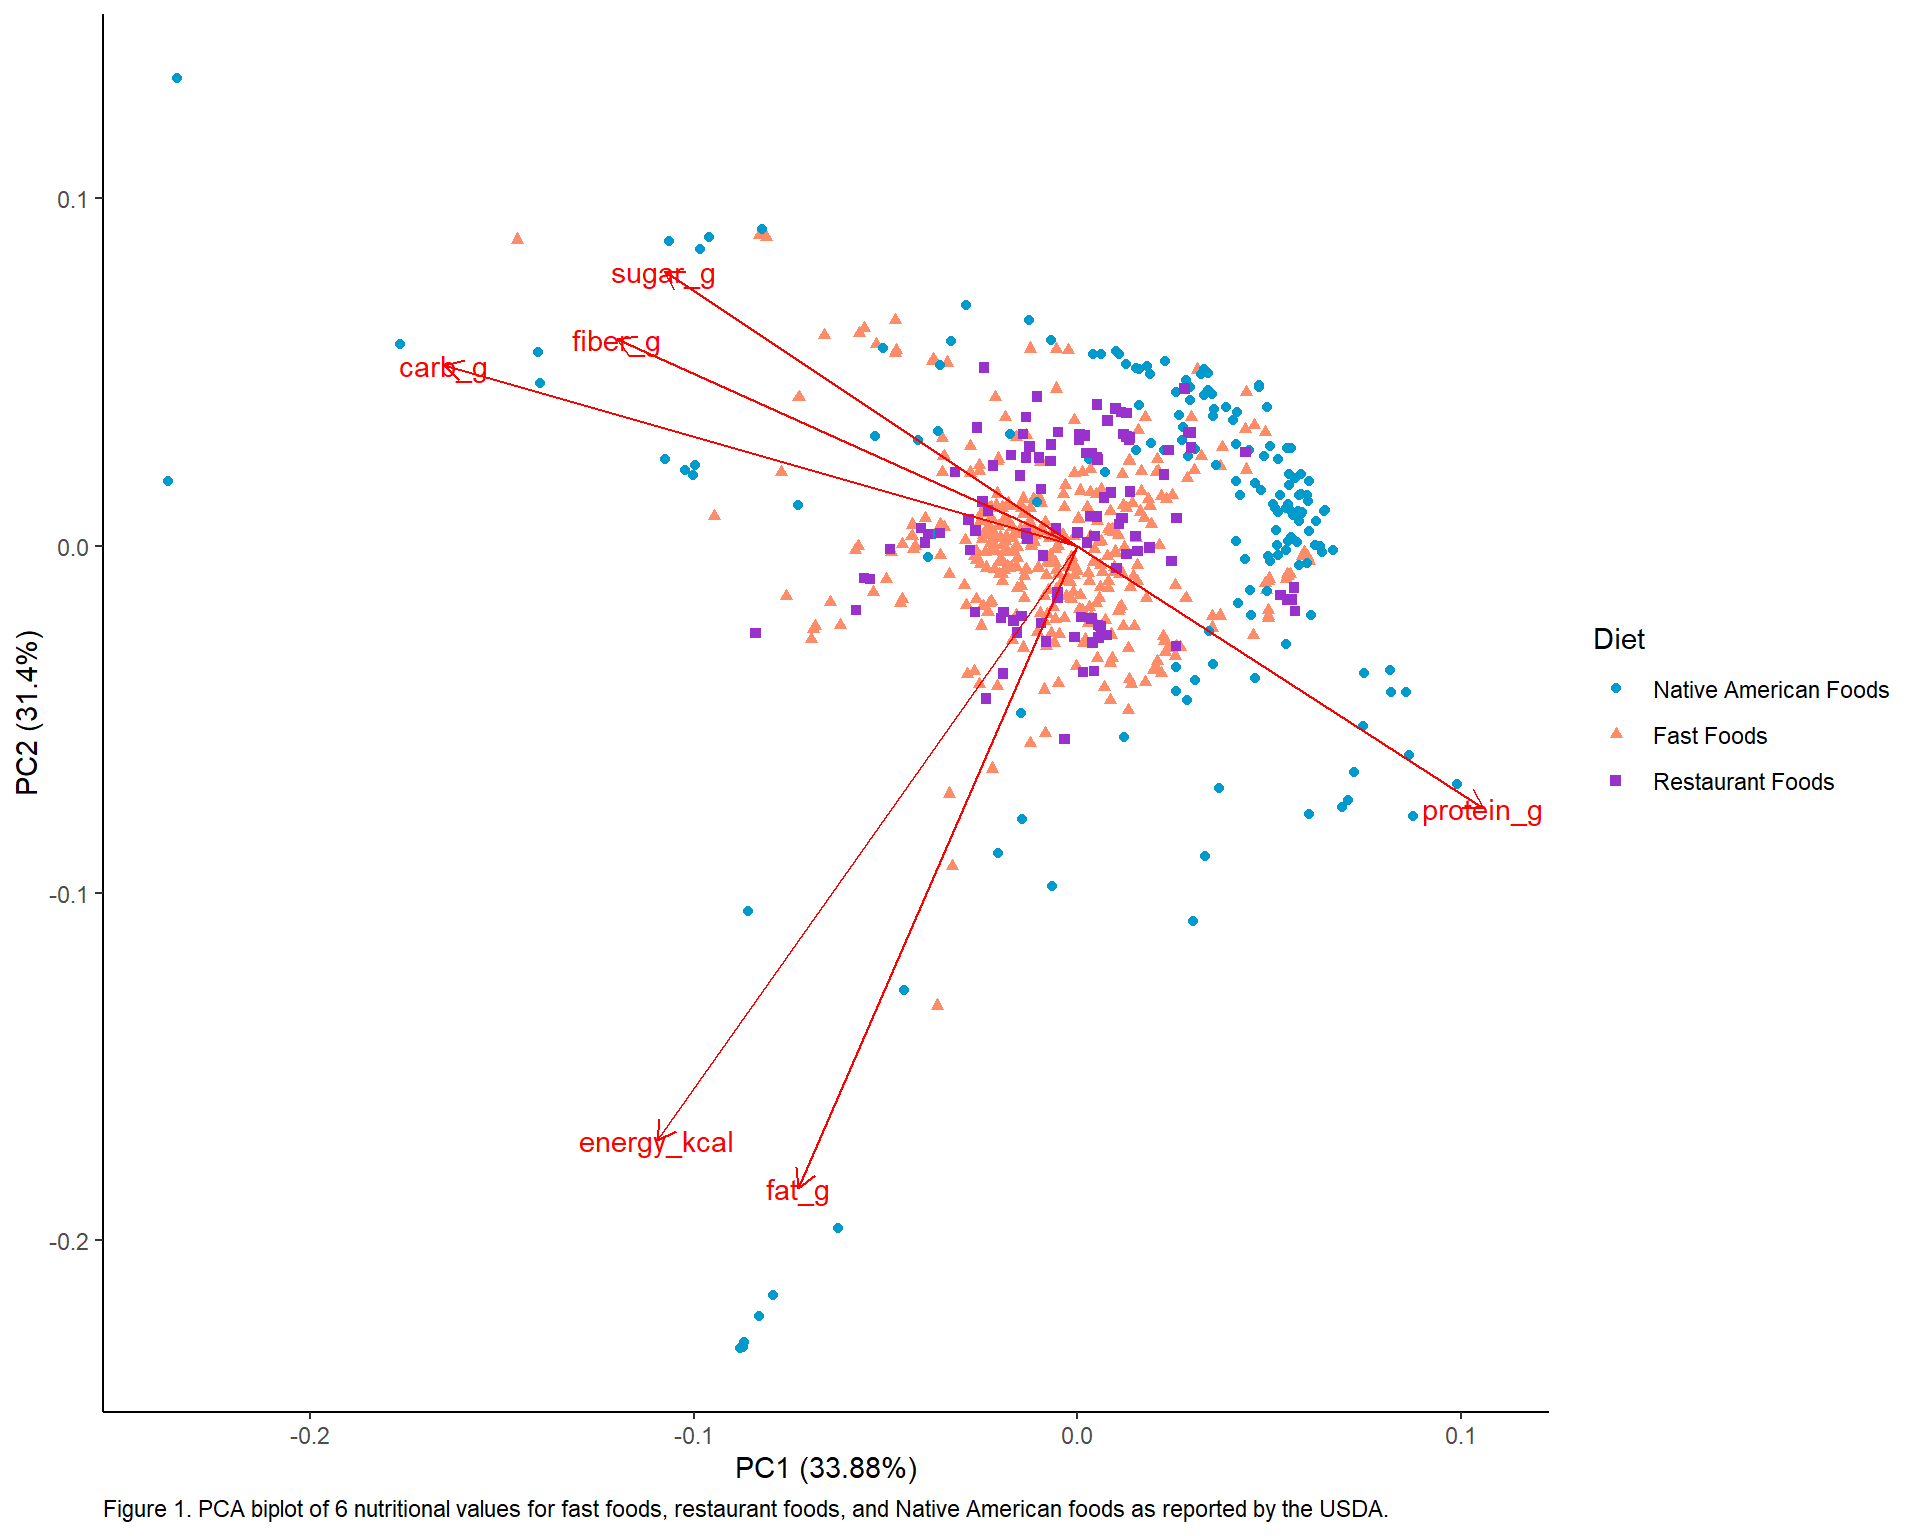 0.1
0.0
-0.1
-0.2
PC2 (31.4%)
sugar_g
fiber_g
carb_g
protein_g
energy_kcal
fat_g
Diet
Native American Foods
Fast Foods
Restaurant Foods
-0.2
-0.1
0.0
0.1
PC1 (33.88%)
Figure 1. PCA biplot of 6 nutritional values for fast foods, restaurant foods, and Native American foods as reported by the USDA.